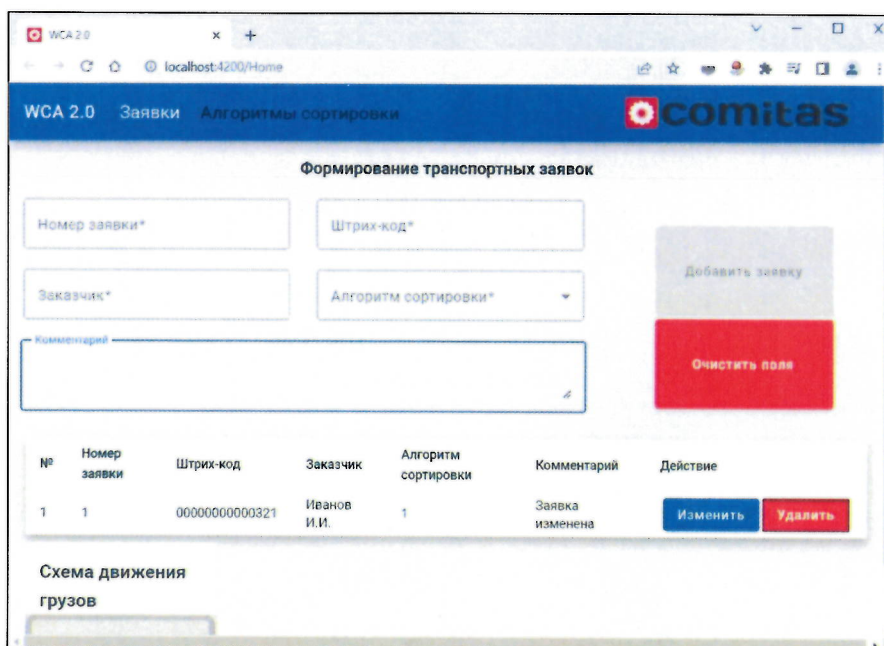 WCA 2.0
localhost:4200/Home
WCA 2.0 Заявки Алгоритмы сортировки comitas
Формирование транспортных заявок
Номер заявки* Штрих-код*
Добавить заявку
Заказчик* Алгоритм сортировки*
Комментарий
Очистить поля
№ Номер заявки Штрих-код Заказчик Алгоритм сортировки Комментарий Действие
1 1 00000000000321 Иванов И.И. 1 Заявка изменена Изменить Удалить
Схема движения
грузов